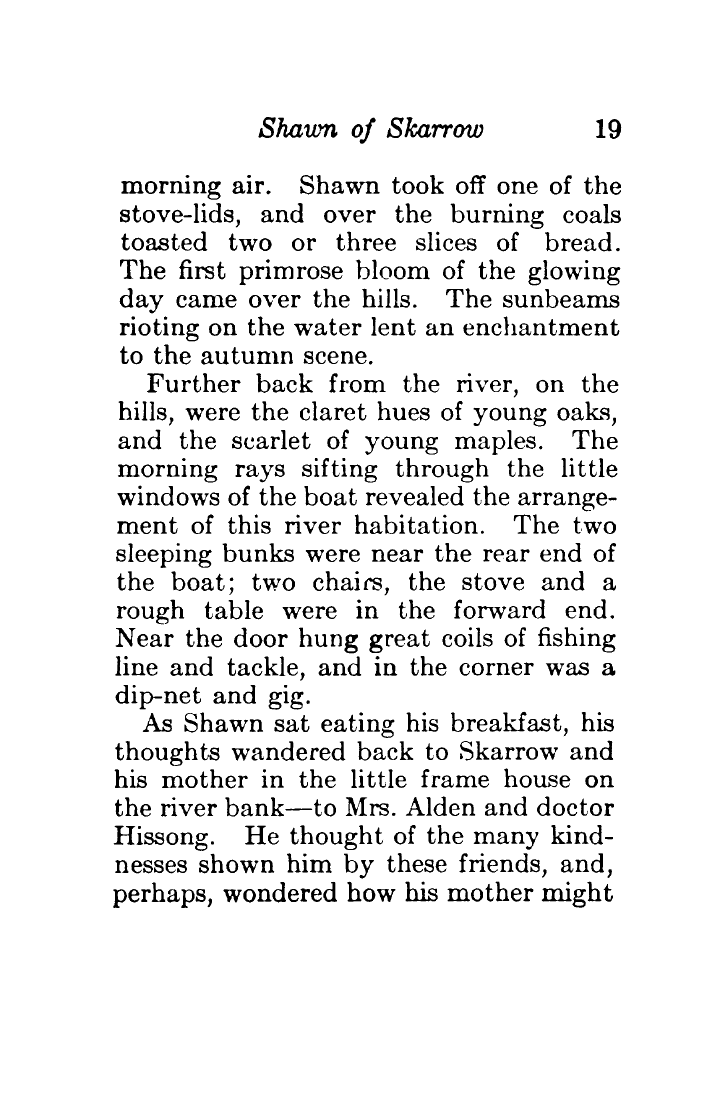 Shawn of Skarrow 19
morning air. Shawn took off one of the
stove-lids, and over the burning coals
toasted two or three slices of bread.
The first primrose bloom of the glowing
day came over the hills. The sunbeams
rioting on the water lent an enchantment
to the autumn scene.
Further back from the river, on the
hills, were the claret hues of young oaks,
and the scarlet of young maples. The
morning rays sifting through the little
windows of the boat revealed the arrange-
ment of this river habitation. The two
sleeping bunks were near the rear end of
the boat; two chairs, the stove and a
rough table were in the forward end.
Near the door hung great coils of fishing
line and tackle, and in the corner was a
dip-net and gig.
As Shawn sat eating his breakfast, his
thoughts wandered back to Skarrow and
his mother in the little frame house on
the river bank—to Mrs. Alden and doctor
Hissong. He thought of the many kind-
nesses shown him by these friends, and,
perhaps, wondered how his mother might